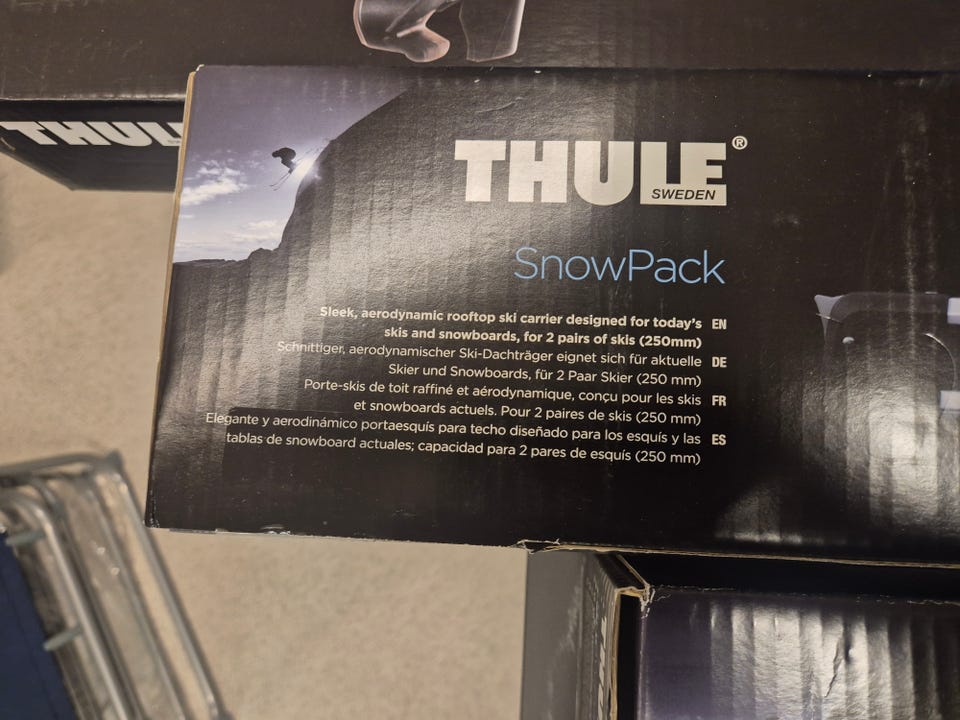 THULE
THULE®
SWEDEN
SnowPack
Sleek, aerodynamic rooftop ski carrier designed for today's EN
skis and snowboards, for 2 pairs of skis (250mm)
Schnittiger, aerodynamischer Ski-Dachträger eignet sich für aktuelle DE
Skier und Snowboards, für 2 Paar Skier (250 mm)
Porte-skis de toit raffiné et aérodynamique, conçu pour les skis FR
et snowboards actuels. Pour 2 paires de skis (250 mm)
Elegante y aerodinámico portaesquís para techo diseñado para los esquís y las ES
tablas de snowboard actuales; capacidad para 2 pares de esquís (250 mm)